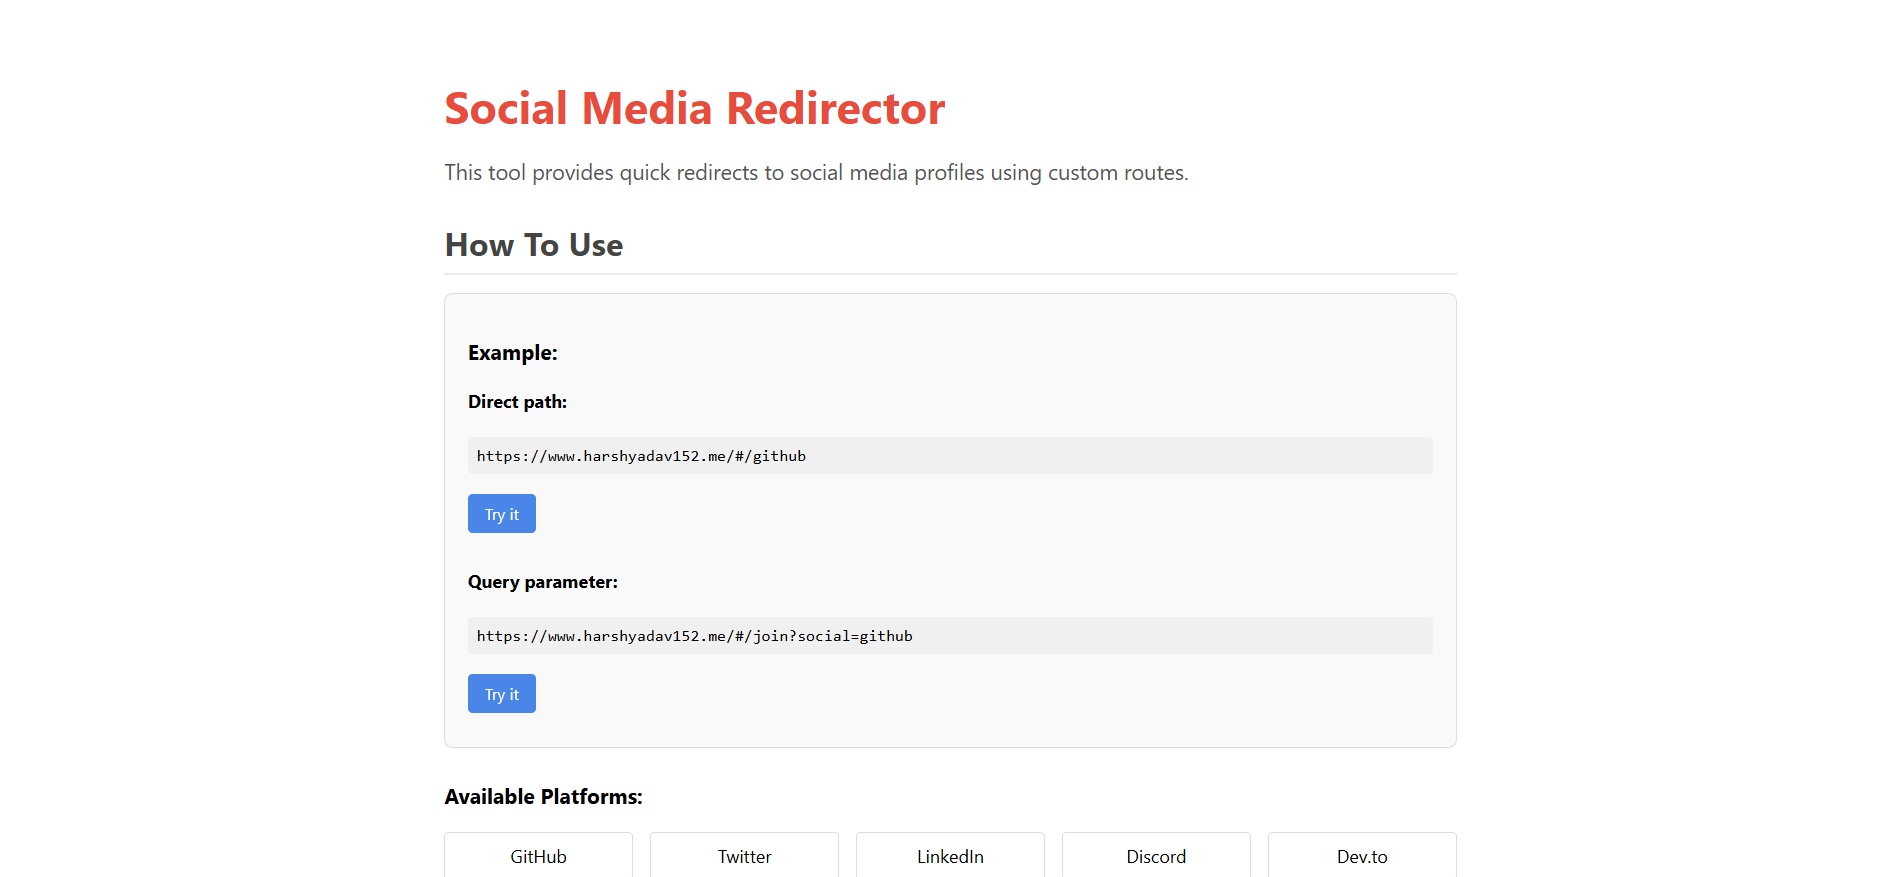 Social Media Redirector
This tool provides quick redirects to social media profiles using custom routes.
How To Use
Example:
Direct path:
https://www.harshyadav152.me/#/github
Try it
Query parameter:
https://www.harshyadav152.me/#/join?social=github
Try it
Available Platforms:
GitHub Twitter LinkedIn Discord Dev.to